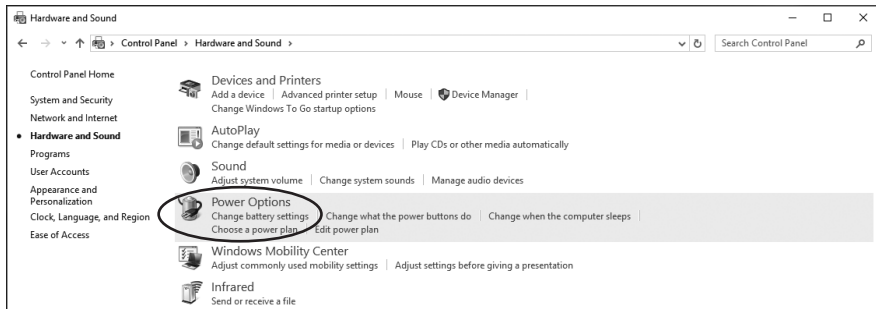 Hardware and Sound
Control Panel > Hardware and Sound >
Search Control Panel
Control Panel Home
System and Security
Network and Internet
Hardware and Sound
Programs
User Accounts
Appearance and
Personalization
Clock, Language, and Region
Ease of Access
Devices and Printers
Add a device | Advanced printer setup | Mouse | Device Manager |
Change Windows To Go startup options
AutoPlay
Change default settings for media or devices | Play CDs or other media automatically
Sound
Adjust system volume | Change system sounds | Manage audio devices
Power Options
Change battery settings | Change what the power buttons do | Change when the computer sleeps |
Choose a power plan | Edit power plan
Windows Mobility Center
Adjust commonly used mobility settings | Adjust settings before giving a presentation
Infrared
Send or receive a file